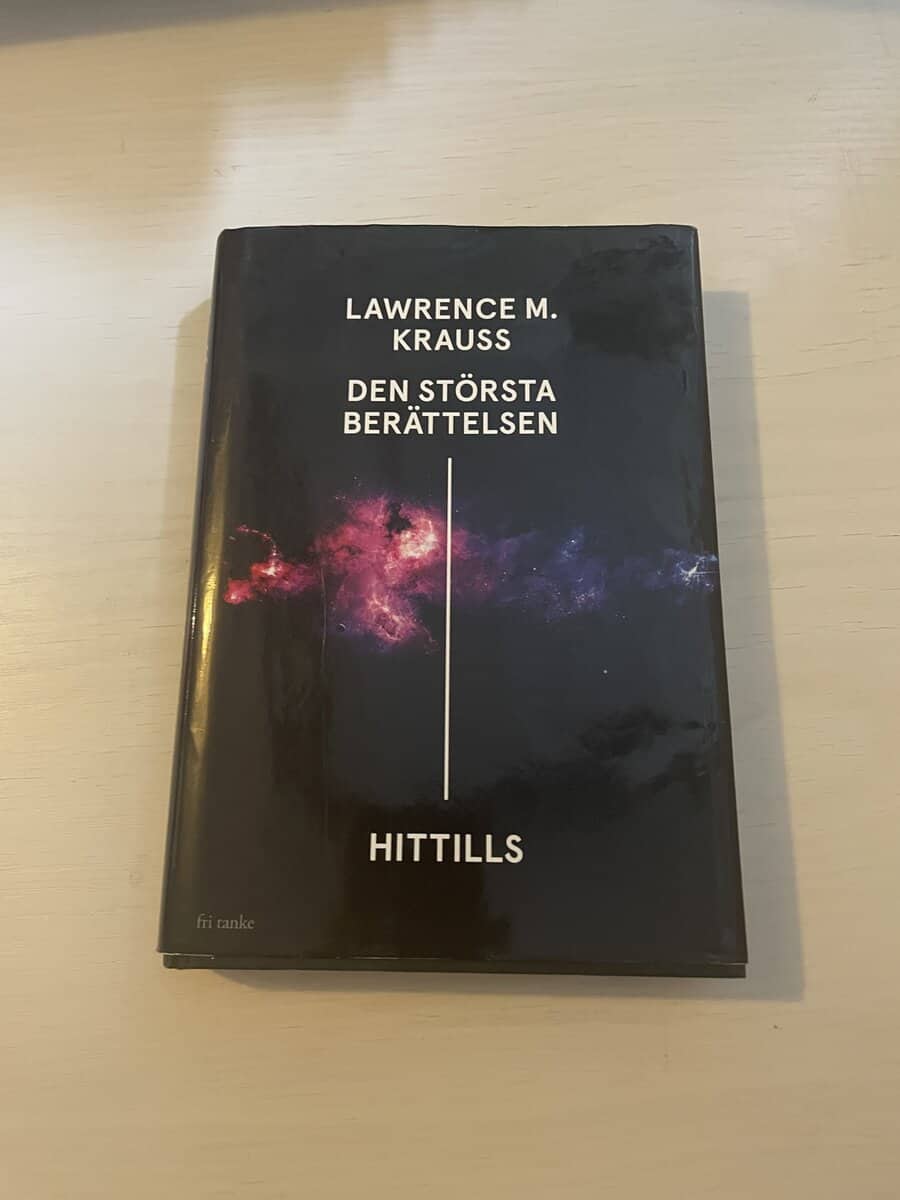 LAWRENCE M.
KRAUSS
DEN STÖRSTA
BERÄTTELSEN
HITTILLS
fri tanke